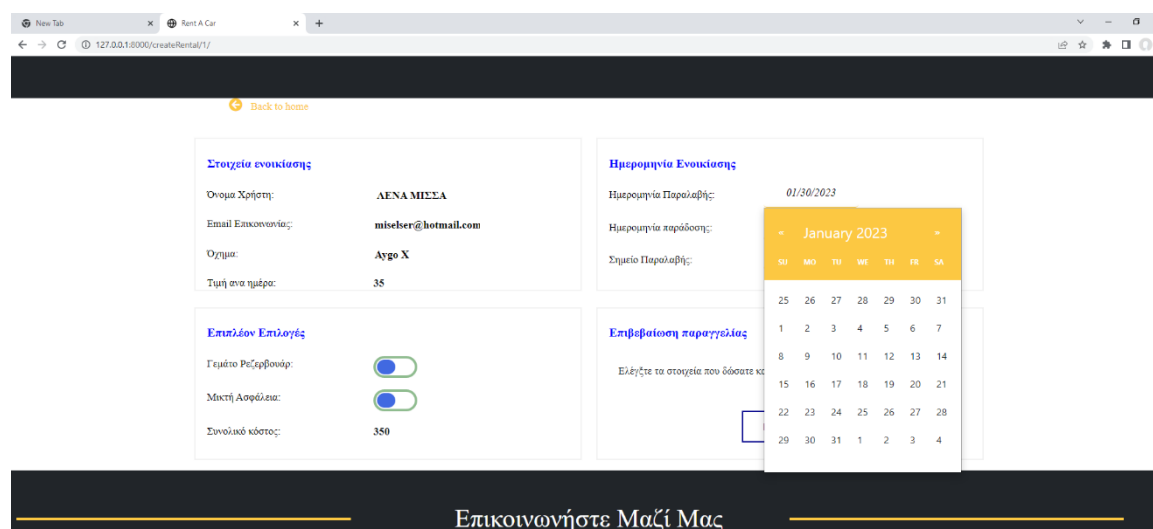 New Tab
Rent A Car
127.0.0.1:8000/createRental/1/
Back to home
Στοιχεία ενοικίασης
Όνομα Χρήστη: ΛΕΝΑ ΜΙΣΣΑ
Email Επικοινωνίας: miselser@hotmail.com
Όχημα: Aygo X
Τιμή ανα ημέρα: 35
Ημερομηνία Ενοικίασης
Ημερομηνία Παραλαβής: 01/30/2023
Ημερομηνία παράδοσης:
Σημείο Παραλαβής:
« January 2023 »
SU MO TU WE TH FR SA
25 26 27 28 29 30 31
1 2 3 4 5 6 7
8 9 10 11 12 13 14
15 16 17 18 19 20 21
22 23 24 25 26 27 28
29 30 31 1 2 3 4
Επιπλέον Επιλογές
Γεμάτο Ρεζερβουάρ:
Μικτή Ασφάλεια:
Συνολικό κόστος: 350
Επιβεβαίωση παραγγελίας
Ελέγξτε τα στοιχεία που δώσατε
Επικοινωνήστε Μαζί Μας